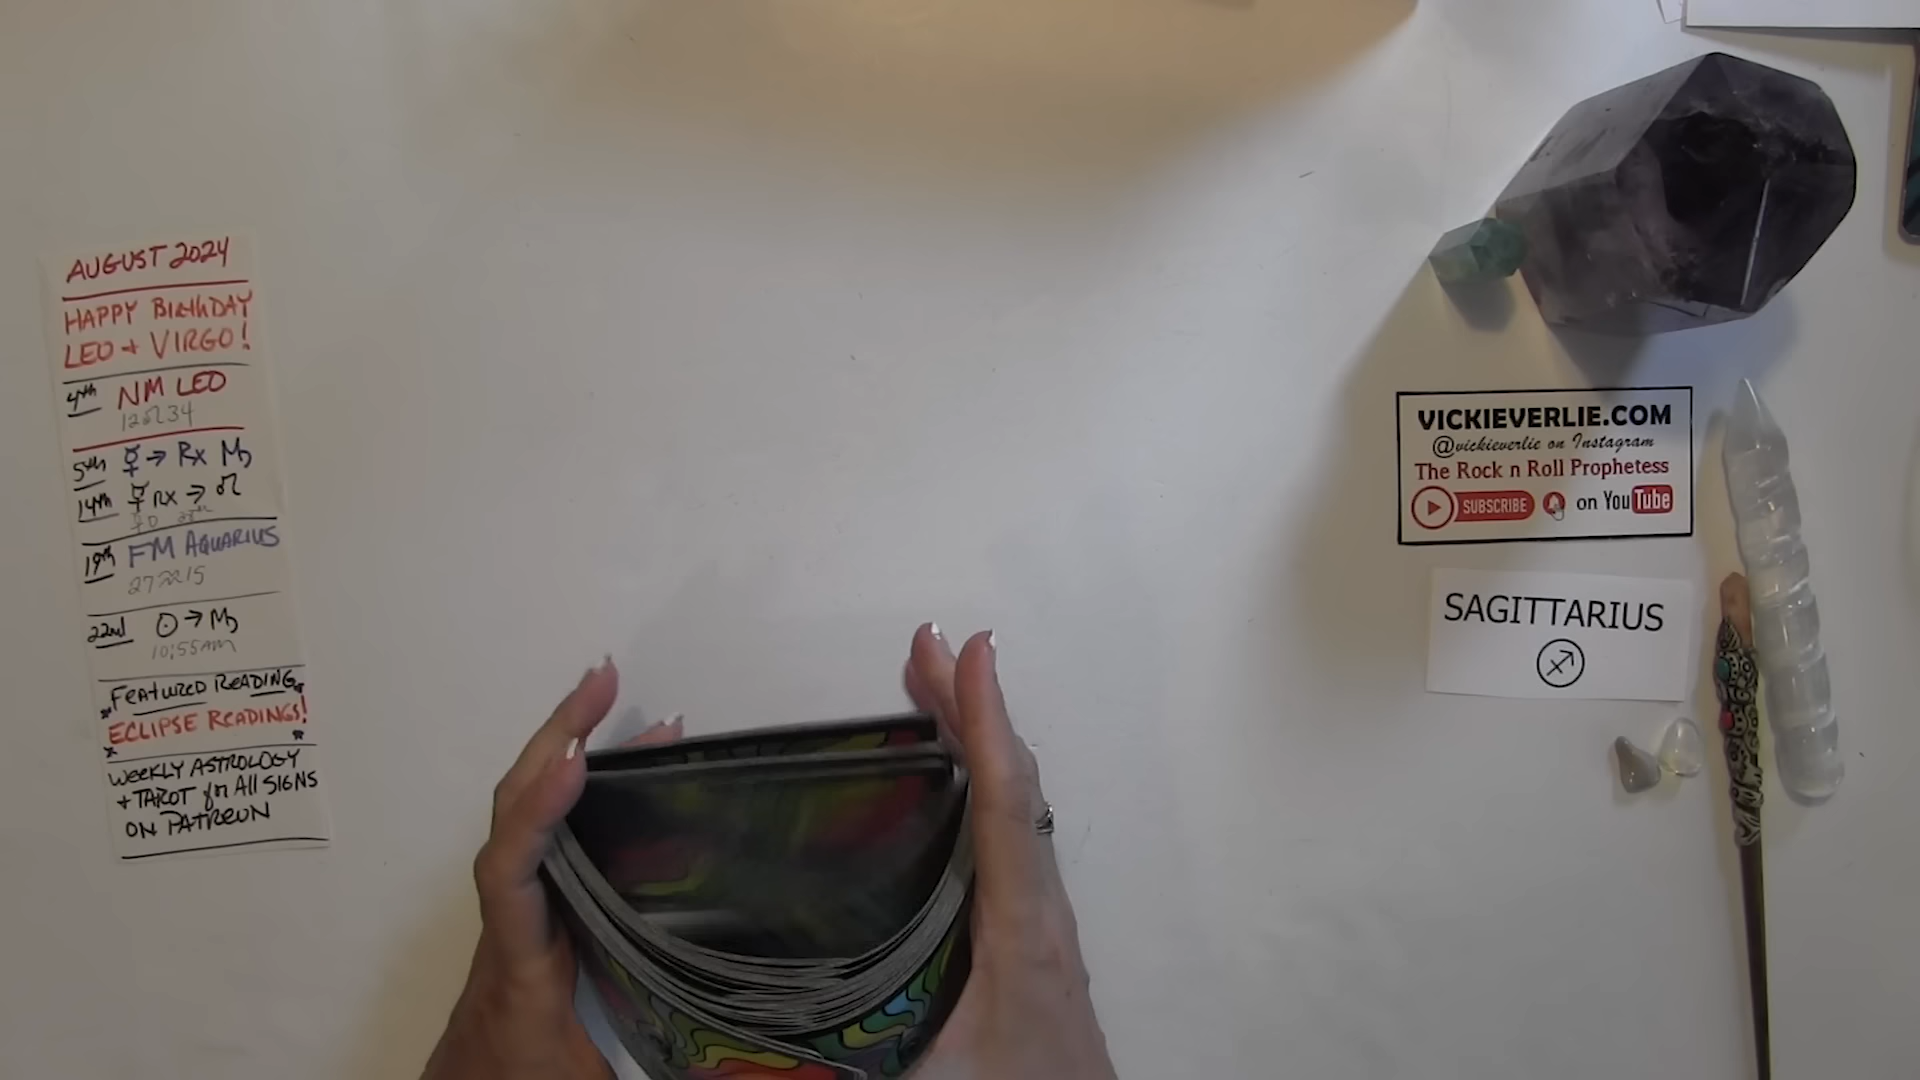 AUGUST 2024
HAPPY BIRTHDAY
LEO + VIRGO!
4th NM LEO
12♌34
5th ☿ → Rx ♍
14th ☿ Rx → ♌
19th FM AQUARIUS
27♒15
22nd ☉ → ♍
10:55AM
FEATURED READING
ECLIPSE READINGS!
WEEKLY ASTROLOGY
+ TAROT for All SIGNS
ON PATREON
VICKIEVERLIE.COM
@vickieverlie on Instagram
The Rock n Roll Prophetess
SUBSCRIBE on YouTube
SAGITTARIUS
♐